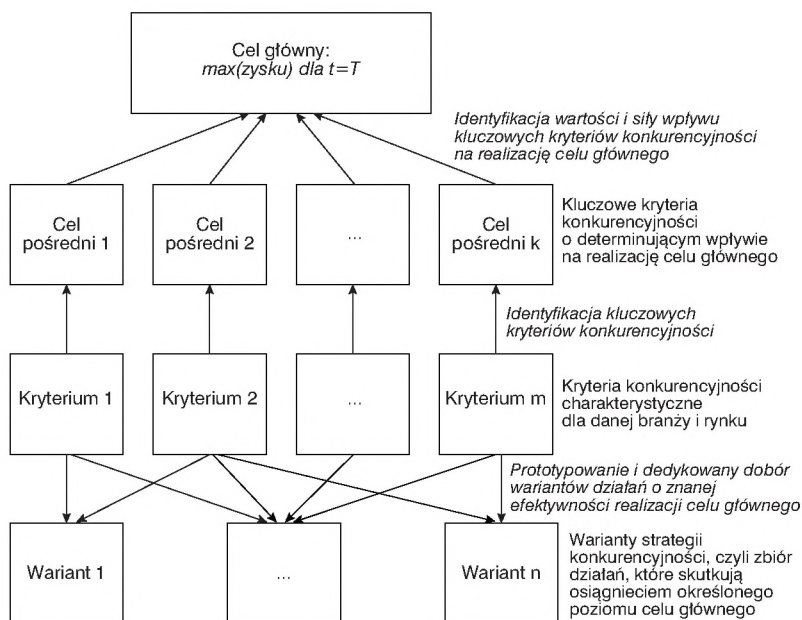 Cel główny:
max(zysku) dla t=T
Identyfikacja wartości i siły wpływu
kluczowych kryteriów konkurencyjności
na realizację celu głównego
Cel
pośredni 1
Cel
pośredni 2
...
Cel
pośredni k
Kluczowe kryteria
konkurencyjności
o determinującym wpływie
na realizację celu głównego
Identyfikacja kluczowych
kryteriów konkurencyjności
Kryterium 1
Kryterium 2
...
Kryterium m
Kryteria konkurencyjności
charakterystyczne
dla danej branży i rynku
Prototypowanie i dedykowany dobór
wariantów działań o znanej
efektywności realizacji celu głównego
Wariant 1
...
Wariant n
Warianty strategii
konkurencyjności, czyli zbiór
działań, które skutkują
osiągnieciem określonego
poziomu celu głównego